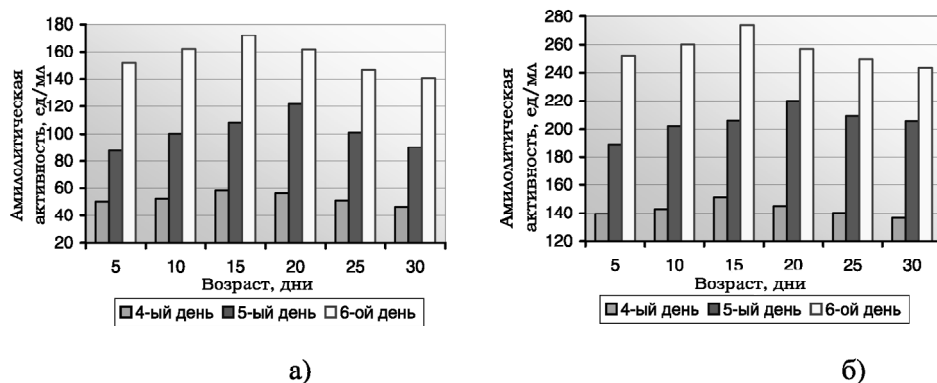 Амилолитическая
активность, ед/мл
180
160
140
120
100
80
60
40
20
5 10 15 20 25 30
Возраст, дни
4-ый день 5-ый день 6-ой день
а)
Амилолитическая
активность, ед/мл
280
260
240
220
200
180
160
140
120
5 10 15 20 25 30
Возраст, дни
4-ый день 5-ый день 6-ой день
б)